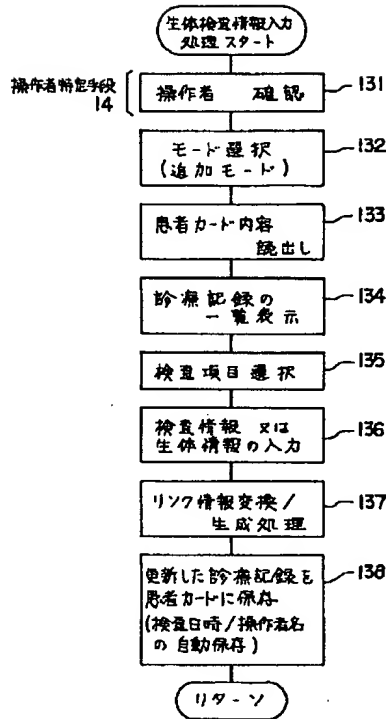 生体検査情報入力
処理スタート
操作者特定手段
14
操作者 確認
131
モード選択
(追加モード)
132
患者カード内容
読出し
133
診療記録の
一覧表示
134
検査項目選択
135
検査情報 又は
生体情報の入力
136
リンク情報変換/
生成処理
137
更新した診療記録を
患者カードに保存
(検査日時/操作者名
の自動保存)
138
リターン